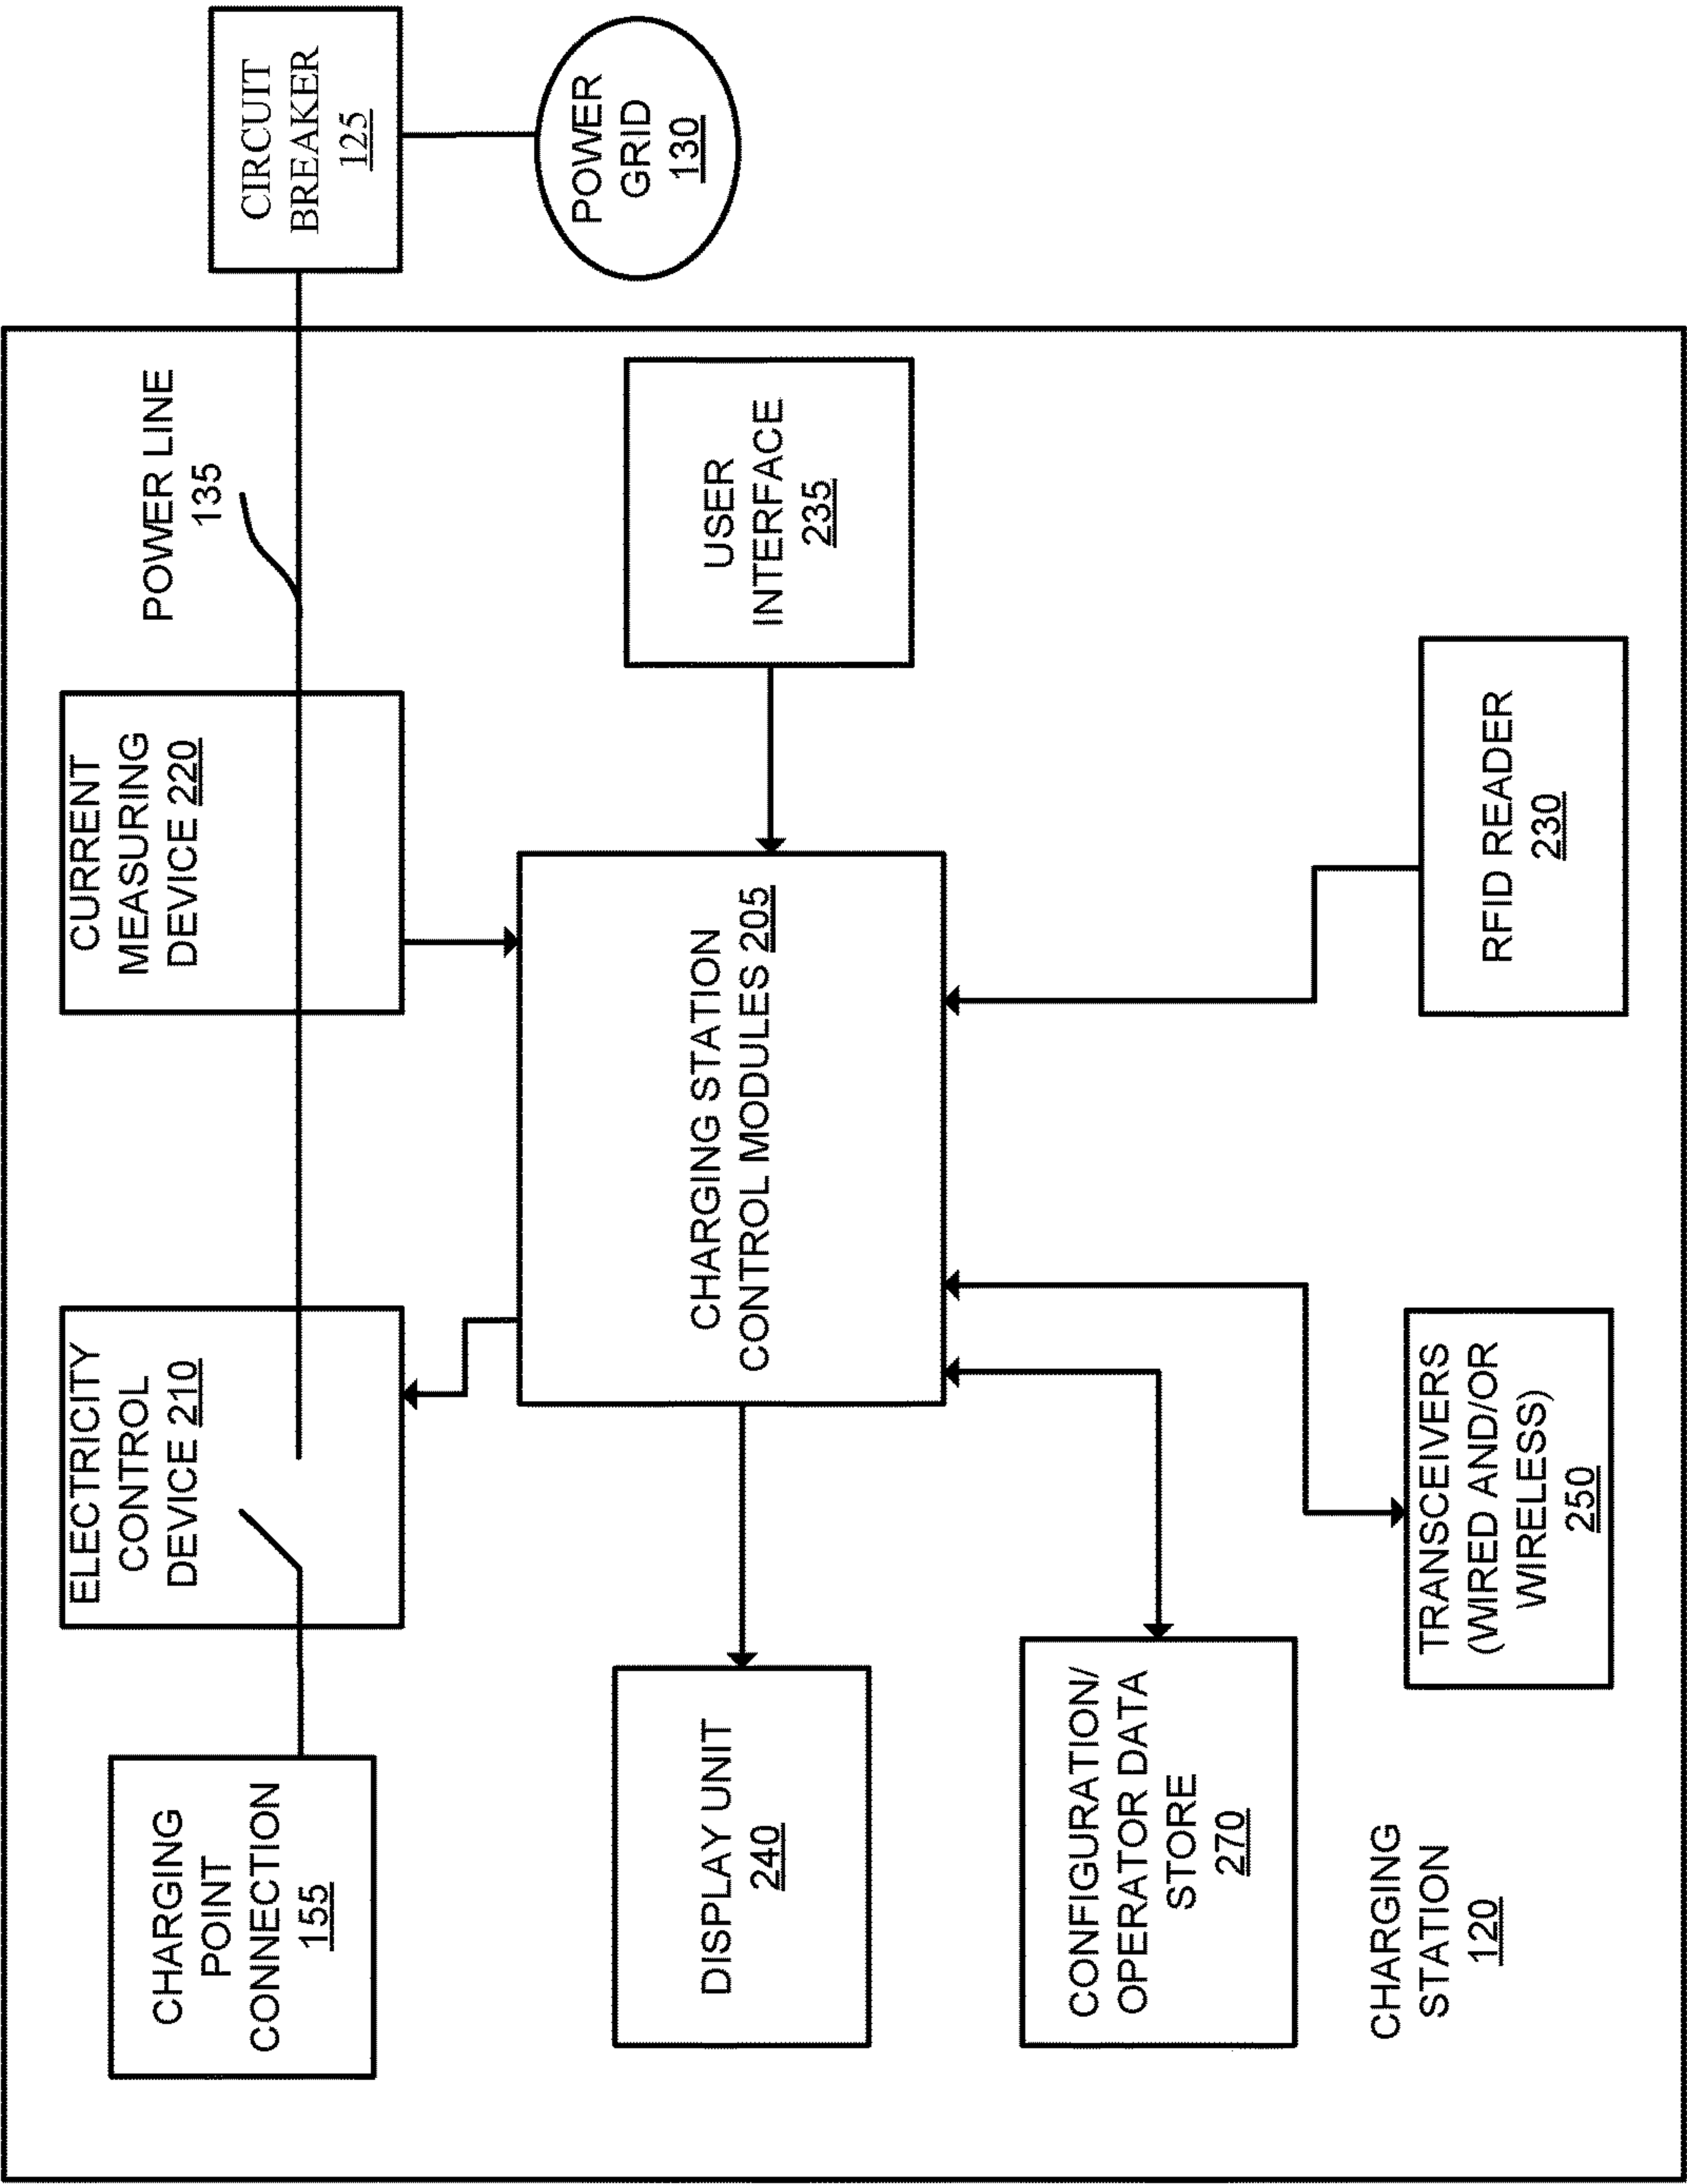 CHARGING
POINT
CONNECTION
155
ELECTRICITY
CONTROL
DEVICE 210
CURRENT
MEASURING
DEVICE 220
POWER LINE
135
CIRCUIT
BREAKER
125
POWER
GRID
130
DISPLAY UNIT
240
CHARGING STATION
CONTROL MODULES 205
USER
INTERFACE
235
CONFIGURATION/
OPERATOR DATA
STORE
270
CHARGING
STATION
120
TRANSCEIVERS
(WIRED AND/OR
WIRELESS)
250
RFID READER
230